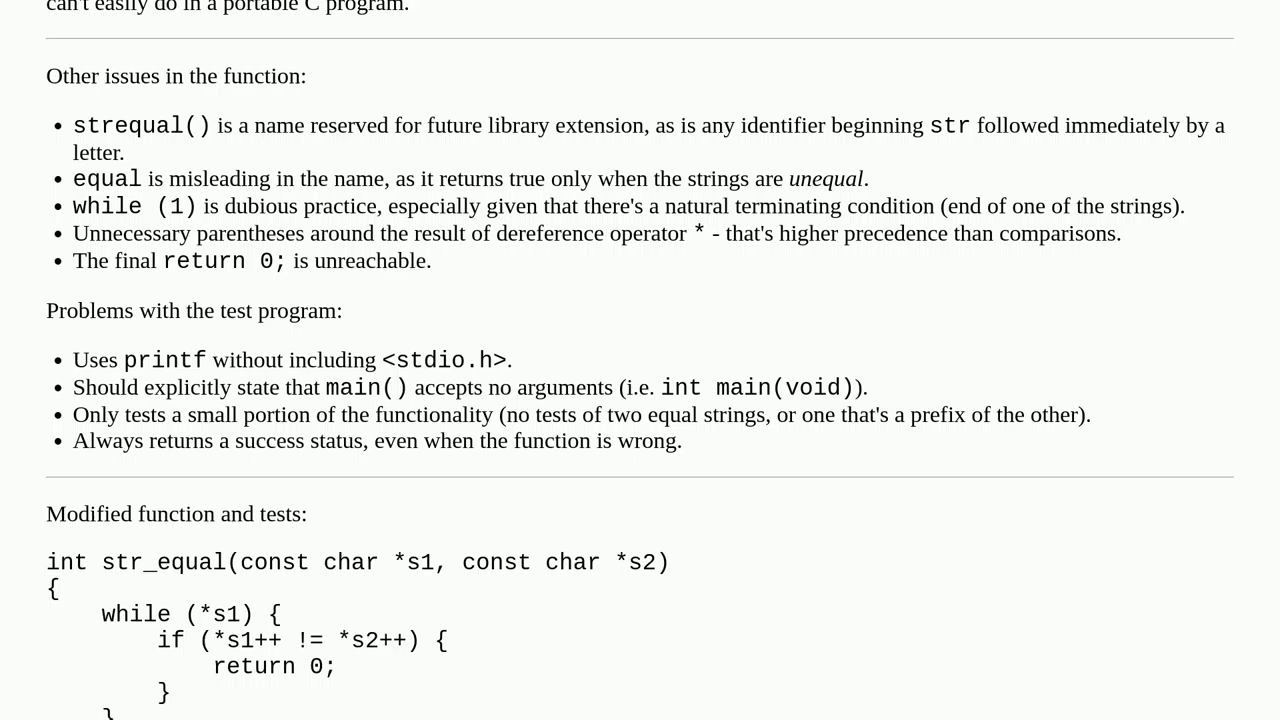 can't easily do in a portable C program.
Other issues in the function:
• strequal() is a name reserved for future library extension, as is any identifier beginning str followed immediately by a
letter.
• equal is misleading in the name, as it returns true only when the strings are unequal.
• while (1) is dubious practice, especially given that there's a natural terminating condition (end of one of the strings).
• Unnecessary parentheses around the result of dereference operator * - that's higher precedence than comparisons.
• The final return 0; is unreachable.
Problems with the test program:
• Uses printf without including <stdio.h>.
• Should explicitly state that main() accepts no arguments (i.e. int main(void)).
• Only tests a small portion of the functionality (no tests of two equal strings, or one that's a prefix of the other).
• Always returns a success status, even when the function is wrong.
Modified function and tests:
int str_equal(const char *s1, const char *s2)
{
    while (*s1) {
        if (*s1++ != *s2++) {
            return 0;
        }
    }